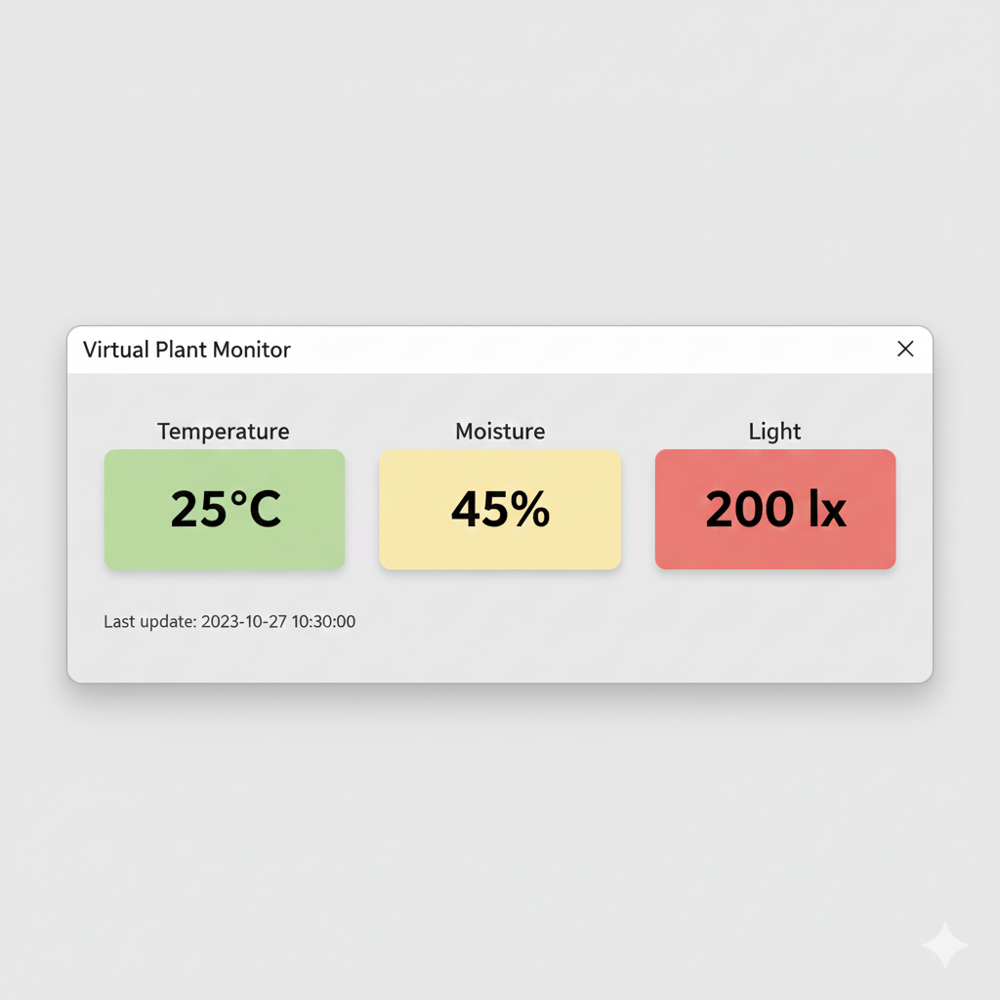 Virtual Plant Monitor
Temperature
Moisture
Light
25°C
45%
200 lx
Last update: 2023-10-27 10:30:00